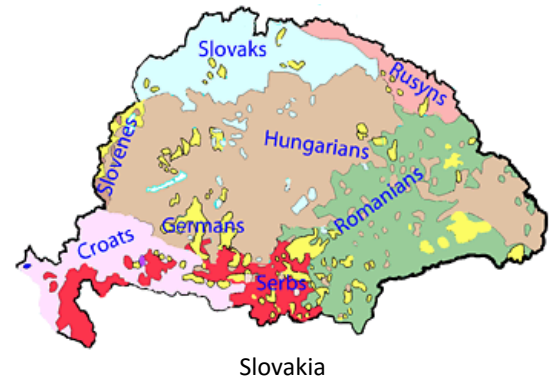 Slovaks
Rusyns
Hungarians
Slovenes
Romanians
Germans
Croats
Serbs
Slovakia